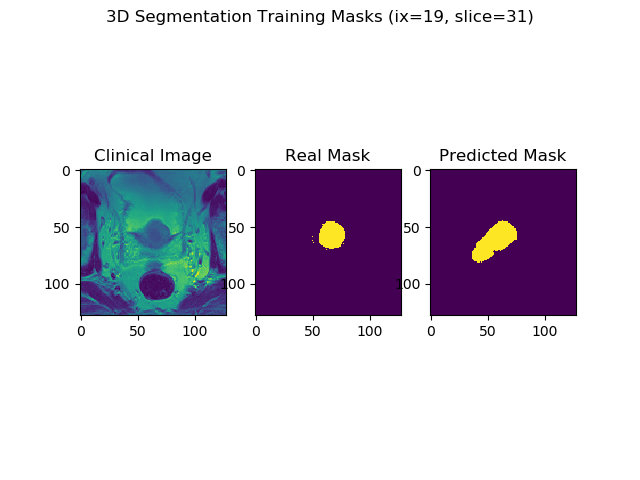 3D Segmentation Training Masks (ix=19, slice=31)
Clinical Image Real Mask Predicted Mask
0 0 0
50 50 50
100 100 100
0 50 100 0 50 100 0 50 100